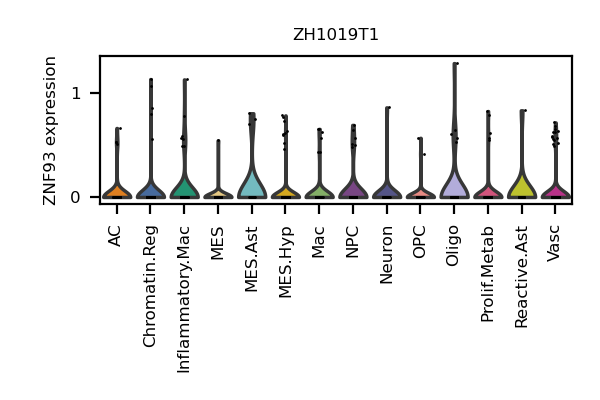 ZH1019T1
ZNF93 expression
1
0
AC
Chromatin.Reg
Inflammatory.Mac
MES
MES.Ast
MES.Hyp
Mac
NPC
Neuron
OPC
Oligo
Prolif.Metab
Reactive.Ast
Vasc